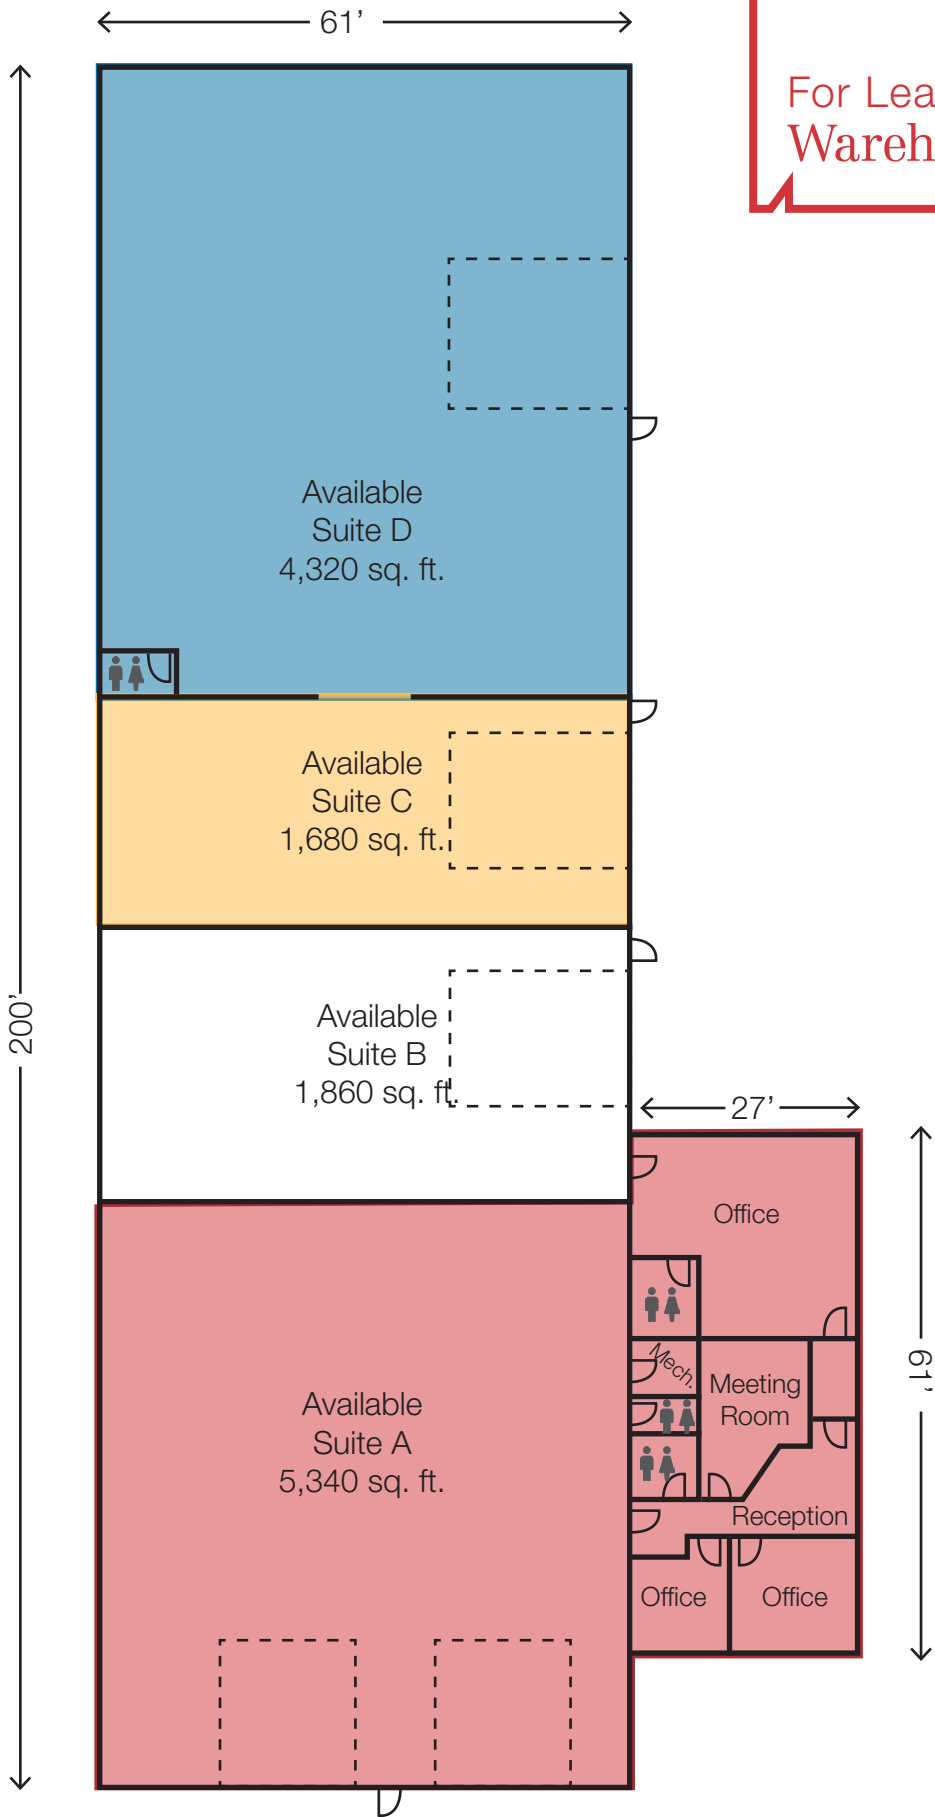 61’
For Lea
Wareh
Available
Suite D
4,320 sq. ft.
Available
Suite C
1,680 sq. ft.
200’
Available
Suite B
1,860 sq. ft.
27’
Office
61’
Mech.
Meeting
Room
Available
Suite A
5,340 sq. ft.
Reception
Office
Office